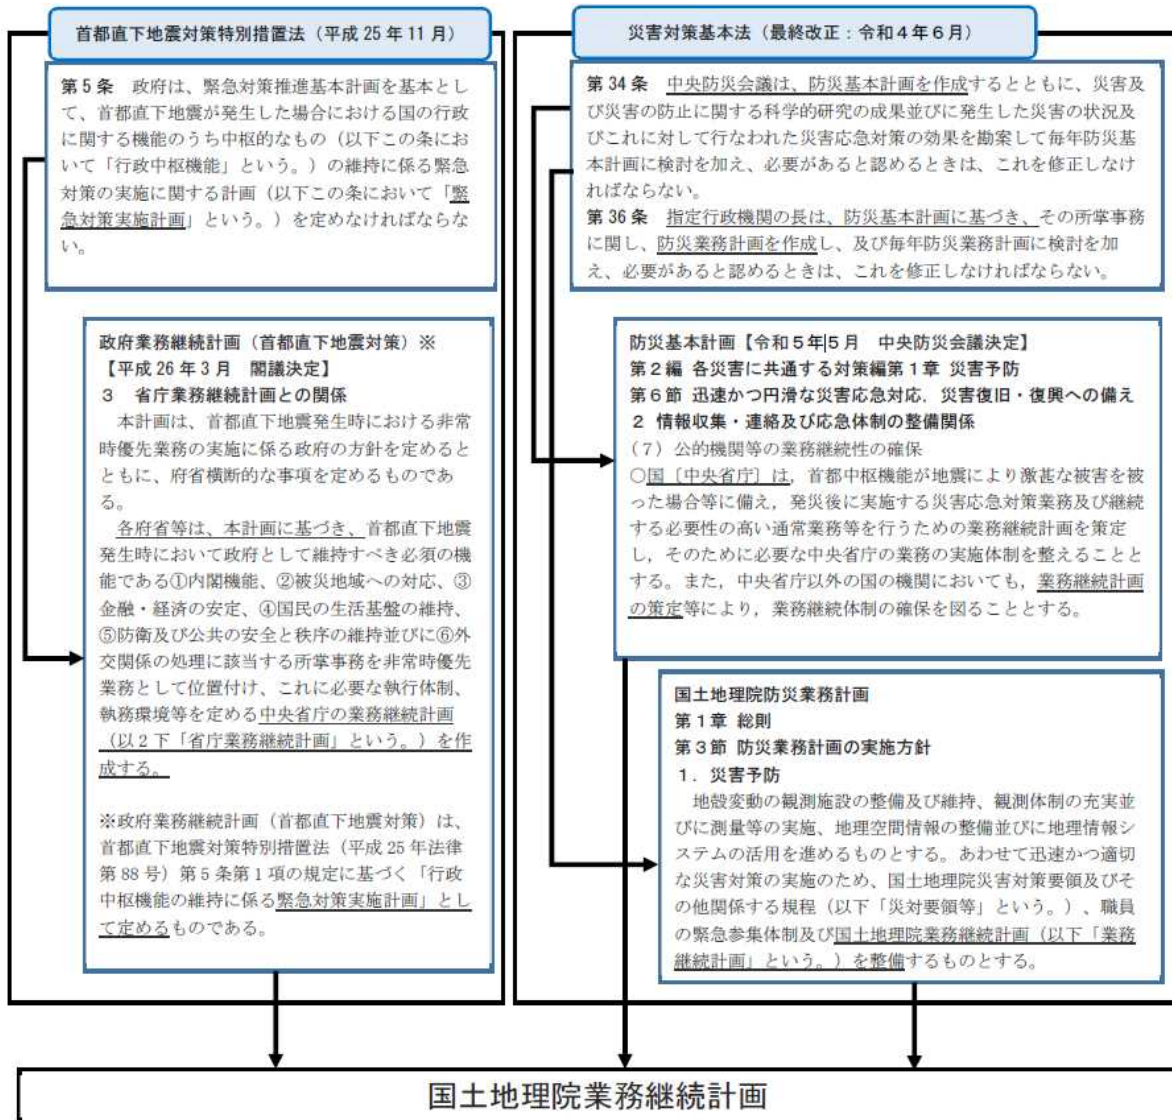 首都直下地震対策特別措置法（平成25年11月）
第5条　政府は、緊急対策推進基本計画を基本とし
て、首都直下地震が発生した場合における国の行政
に関する機能のうち中枢的なもの（以下この条にお
いて「行政中枢機能」という。）の維持に係る緊急
対策の実施に関する計画（以下この条において「緊
急対策実施計画」という。）を定めなければならな
い。
政府業務継続計画（首都直下地震対策）※
【平成26年3月　閣議決定】
３　省庁業務継続計画との関係
　本計画は、首都直下地震発生時における非常
時優先業務の実施に係る政府の方針を定めると
ともに、府省横断的な事項を定めるものであ
る。
　各府省等は、本計画に基づき、首都直下地震
発生時において政府として維持すべき必須の機
能である①内閣機能、②被災地域への対応、③
金融・経済の安定、④国民の生活基盤の維持、
⑤防衛及び公共の安全と秩序の維持並びに⑥外
交関係の処理に該当する所掌事務を非常時優先
業務として位置付け、これに必要な執行体制、
執務環境等を定める中央省庁の業務継続計画
（以２下「省庁業務継続計画」という。）を作
成する。
※政府業務継続計画（首都直下地震対策）は、
首都直下地震対策特別措置法（平成25年法律
第88号）第5条第1項の規定に基づく「行政
中枢機能の維持に係る緊急対策実施計画」とし
て定めるものである。
災害対策基本法（最終改正：令和4年6月）
第34条　中央防災会議は、防災基本計画を作成するとともに、災害及
び災害の防止に関する科学的研究の成果並びに発生した災害の状況及
びこれに対して行なわれた災害応急対策の効果を勘案して毎年防災基
本計画に検討を加え、必要があると認めるときは、これを修正しなけ
ればならない。
第36条　指定行政機関の長は、防災基本計画に基づき、その所掌事務
に関し、防災業務計画を作成し、及び毎年防災業務計画に検討を加
え、必要があると認めるときは、これを修正しなければならない。
防災基本計画【令和5年5月　中央防災会議決定】
第２編 各災害に共通する対策編第１章 災害予防
第６節 迅速かつ円滑な災害応急対応，災害復旧・復興への備え
２ 情報収集・連絡及び応急体制の整備関係
（７）公的機関等の業務継続性の確保
○国〔中央省庁〕は，首都中枢機能が地震により激甚な被害を被
った場合等に備え，発災後に実施する災害応急対策業務及び継続
する必要性の高い通常業務等を行うための業務継続計画を策定
し，そのために必要な中央省庁の業務の実施体制を整えることと
する。また，中央省庁以外の国の機関においても，業務継続計画
の策定等により，業務継続体制の確保を図ることとする。
国土地理院防災業務計画
第１章 総則
第３節 防災業務計画の実施方針
１．災害予防
　地殻変動の観測施設の整備及び維持、観測体制の充実並
びに測量等の実施、地理空間情報の整備並びに地理情報シ
ステムの活用を進めるものとする。あわせて迅速かつ適切
な災害対策の実施のため、国土地理院災害対策要領及びそ
の他関係する規程（以下「災対要領等」という。）、職員
の緊急参集体制及び国土地理院業務継続計画（以下「業務
継続計画」という。）を整備するものとする。
国土地理院業務継続計画